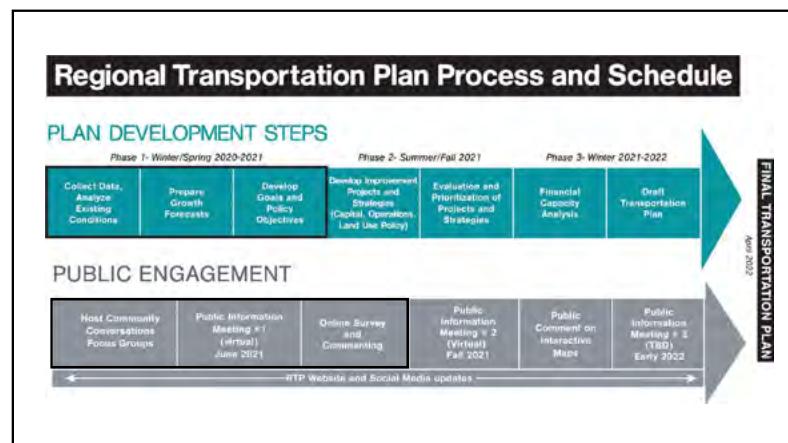 Regional Transportation Plan Process and Schedule
PLAN DEVELOPMENT STEPS
Phase 1- Winter/Spring 2020-2021
Phase 2- Summer/Fall 2021
Phase 3- Winter 2021-2022
Collect Data,
Analyze
Existing
Conditions
Prepare
Growth
Forecasts
Develop
Goals and
Policy
Objectives
Develop Improvement
Projects and
Strategies
(Capital, Operations,
Land Use Policy)
Evaluation and
Prioritization of
Projects and
Strategies
Financial
Capacity
Analysis
Draft
Transportation
Plan
FINAL TRANSPORTATION PLAN
April 2022
PUBLIC ENGAGEMENT
Host Community
Conversations
Focus Groups
Public Information
Meeting #1
(virtual)
June 2021
Online Survey
and
Commenting
Public
Information
Meeting # 2
(Virtual)
Fall 2021
Public
Comment on
Interactive
Maps
Public
Information
Meeting # 3
(TBD)
Early 2022
RTP Website and Social Media updates